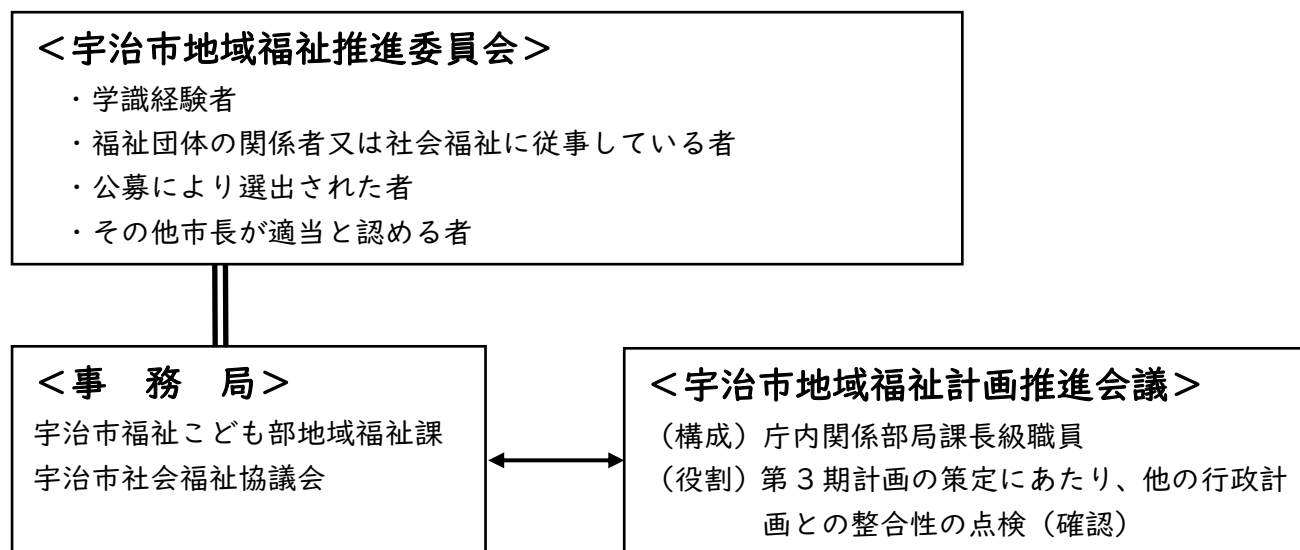 ＜宇治市地域福祉推進委員会＞
・学識経験者
・福祉団体の関係者又は社会福祉に従事している者
・公募により選出された者
・その他市長が適当と認める者
＜事　務　局＞
宇治市福祉こども部地域福祉課
宇治市社会福祉協議会
＜宇治市地域福祉計画推進会議＞
（構成）庁内関係部局課長級職員
（役割）第３期計画の策定にあたり、他の行政計
画との整合性の点検（確認）